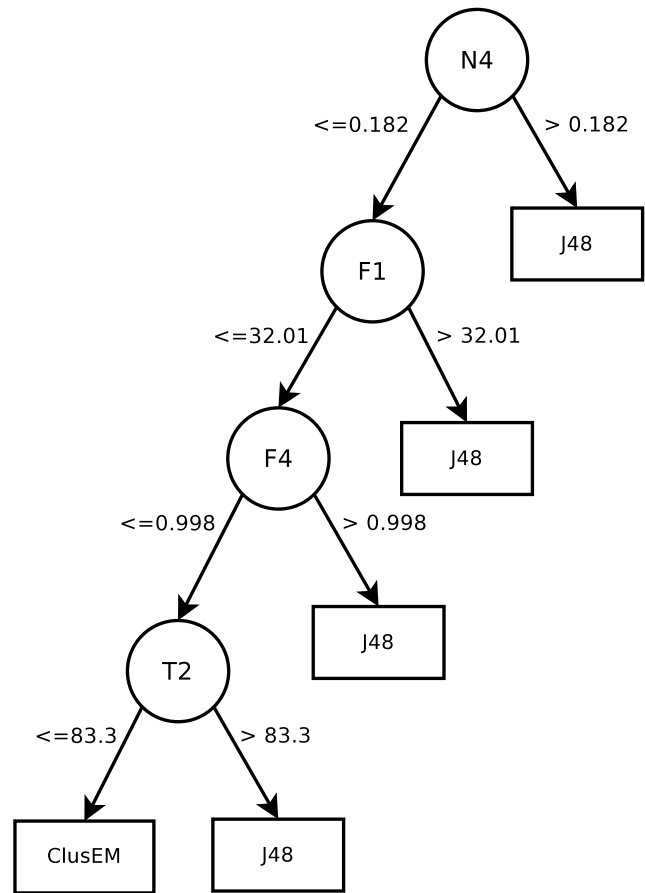 N4
<=0.182
> 0.182
J48
F1
<=32.01
> 32.01
J48
F4
<=0.998
> 0.998
J48
T2
<=83.3
> 83.3
ClusEM
J48